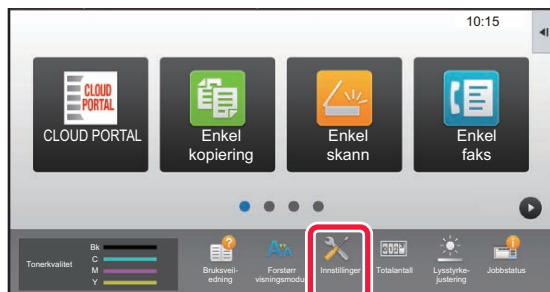 10:15
CLOUD
PORTAL
CLOUD PORTAL
Enkel
kopiering
Enkel
skann
Enkel
faks
Tonerkvalitet
Bk
C
M
Y
Bruksveil-
edning
Forstørr
visningsmodus
Innstillinger
Totalantall
Lysstyrke-
justering
Jobbstatus